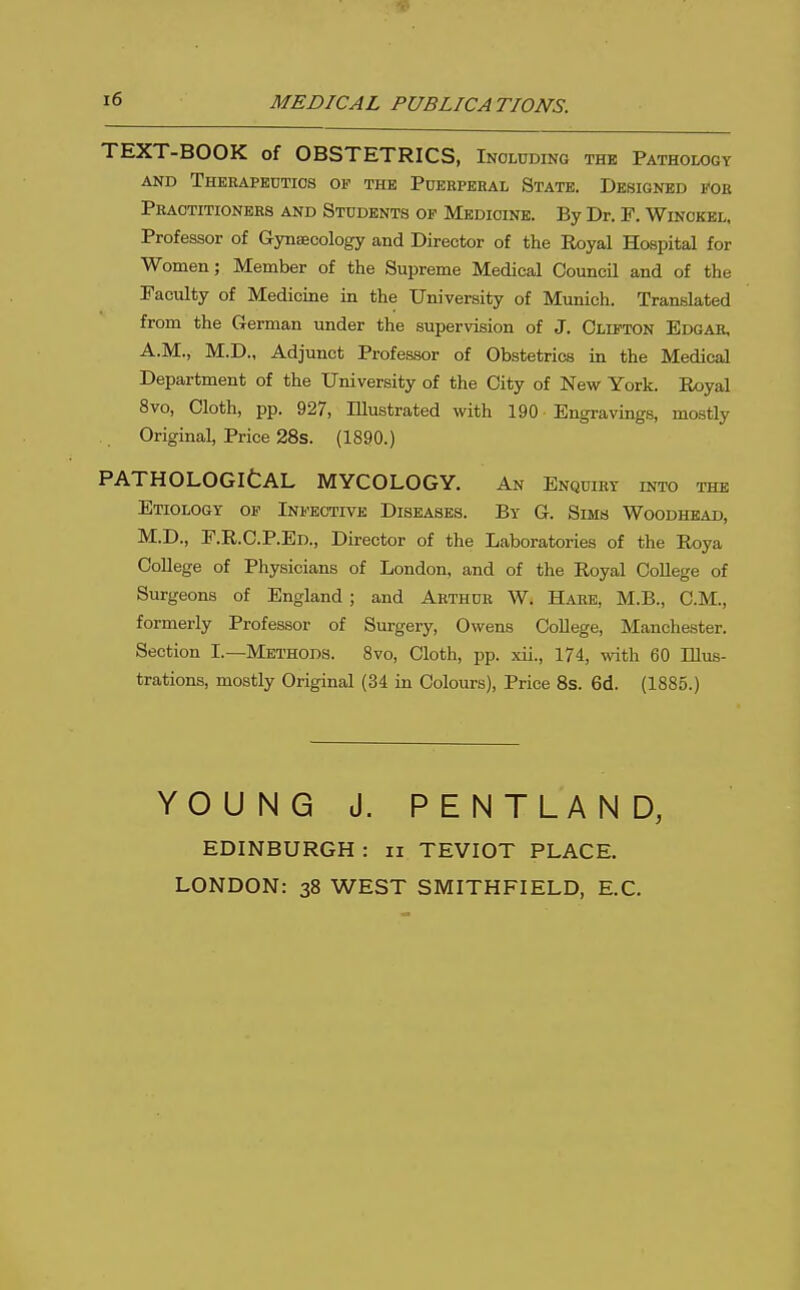 16 MEDICAL PUBLICATIONS.
TEXT-BOOK of OBSTETRICS, Including the Pathology
and Therapeutics of the Puerperal State. Designed for
Practitioners and Students of Medicine. By Dr. F. Winckel,
Professor of Gynæcology and Director of the Royal Hospital for
Women; Member of the Supreme Medical Council and of the
Faculty of Medicine in the University of Munich. Translated
from the German under the supervision of J. Clifton Edgar,
A.M., M.D., Adjunct Professor of Obstetrics in the Medical
Department of the University of the City of New York. Royal
8vo, Cloth, pp. 927, Illustrated with 190 Engravings, mostly
Original, Price 28s. (1890.)
PATHOLOGICAL MYCOLOGY. An Enquiry into the
Etiology of Infective Diseases. By G. Sims Woodhead,
M.D., F.R.C.P.Ed., Director of the Laboratories of the Roya
College of Physicians of London, and of the Royal College of
Surgeons of England; and Arthur W. Hare, M.B., C.M.,
formerly Professor of Surgery, Owens College, Manchester.
Section I.—Methods. 8vo, Cloth, pp. xii., 174, with 60 Illus-
trations, mostly Original (34 in Colours), Price 8s. 6d. (1885.)
YOUNG J. PENTLAND,
EDINBURGH: 11 TEVIOT PLACE.
LONDON: 38 WEST SMITHFIELD, E.C.